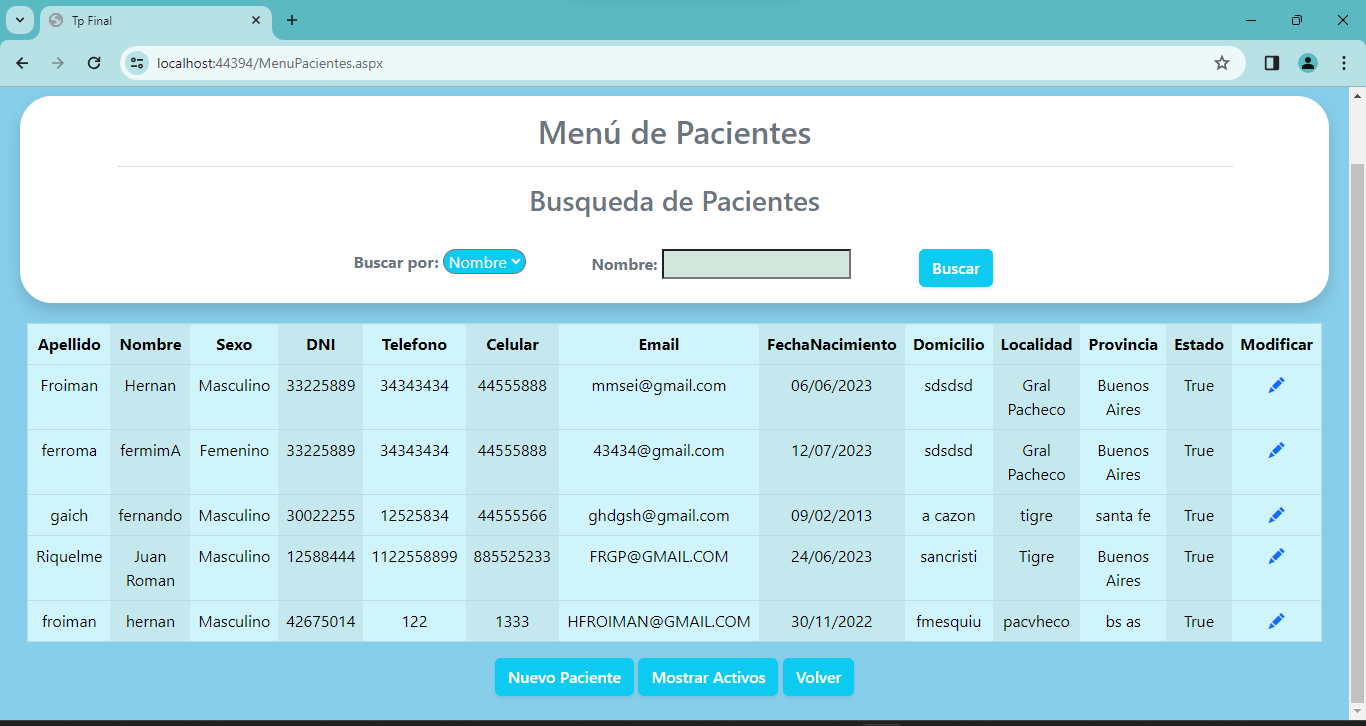 Tp Final
localhost:44394/MenuPacientes.aspx
Menú de Pacientes
Busqueda de Pacientes
Buscar por: Nombre Nombre: Buscar
Apellido Nombre Sexo DNI Telefono Celular Email FechaNacimiento Domicilio Localidad Provincia Estado Modificar
Froiman Hernan Masculino 33225889 34343434 44555888 mmsei@gmail.com 06/06/2023 sdsdsd Gral Buenos True
Pacheco Aires
ferroma fermimA Femenino 33225889 34343434 44555888 43434@gmail.com 12/07/2023 sdsdsd Gral Buenos True
Pacheco Aires
gaich fernando Masculino 30022255 12525834 44555566 ghdgsh@gmail.com 09/02/2013 a cazon tigre santa fe True
Riquelme Juan Masculino 12588444 1122558899 885525233 FRGP@GMAIL.COM 24/06/2023 sancristi Tigre Buenos True
Roman Aires
froiman hernan Masculino 42675014 122 1333 HFROIMAN@GMAIL.COM 30/11/2022 fmesquiu pacvheco bs as True
Nuevo Paciente Mostrar Activos Volver